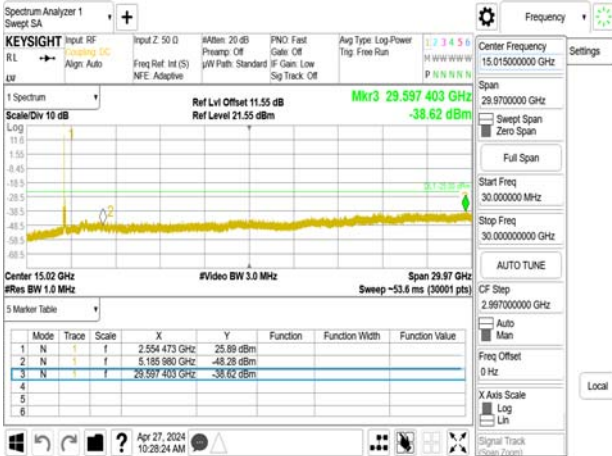 Spectrum Analyzer 1
Swept SA
KEYSIGHT
RL
Input: RF
Coupling: DC
Align: Auto
Input Z: 50 Ω
Freq Ref: Int (S)
NFE: Adaptive
#Atten: 20 dB
Preamp: Off
µW Path: Standard
PNO: Fast
Gate: Off
IF Gain: Low
Sig Track: Off
Avg Type: Log-Power
Trig: Free Run
1 2 3 4 5 6
M W W W W W
P N N N N N
1 Spectrum
Scale/Div 10 dB
Log
Ref Lvl Offset 11.55 dB
Ref Level 21.55 dBm
Mkr3 29.597 403 GHz
-38.62 dBm
11.6
1.55
-8.45
-18.5
-28.5
-38.5
-48.5
-58.5
-68.5
1
2
Center 15.02 GHz
#Res BW 1.0 MHz
#Video BW 3.0 MHz
Span 29.97 GHz
Sweep ~53.6 ms (30001 pts)
5 Marker Table
Mode Trace Scale X Y Function Function Width Function Value
1 N 1 f 2.554 473 GHz 25.89 dBm
2 N 1 f 5.185 980 GHz -48.28 dBm
3 N 1 f 29.597 403 GHz -38.62 dBm
4
5
6
Apr 27, 2024
10:28:24 AM
Frequency
Center Frequency
15.015000000 GHz
Settings
Span
29.9700000 GHz
Swept Span
Zero Span
Full Span
Start Freq
30.000000 MHz
Stop Freq
30.000000000 GHz
AUTO TUNE
CF Step
2.997000000 GHz
Auto
Man
Freq Offset
0 Hz
X Axis Scale
Log
Lin
Local
Signal Track
(Span Zoom)